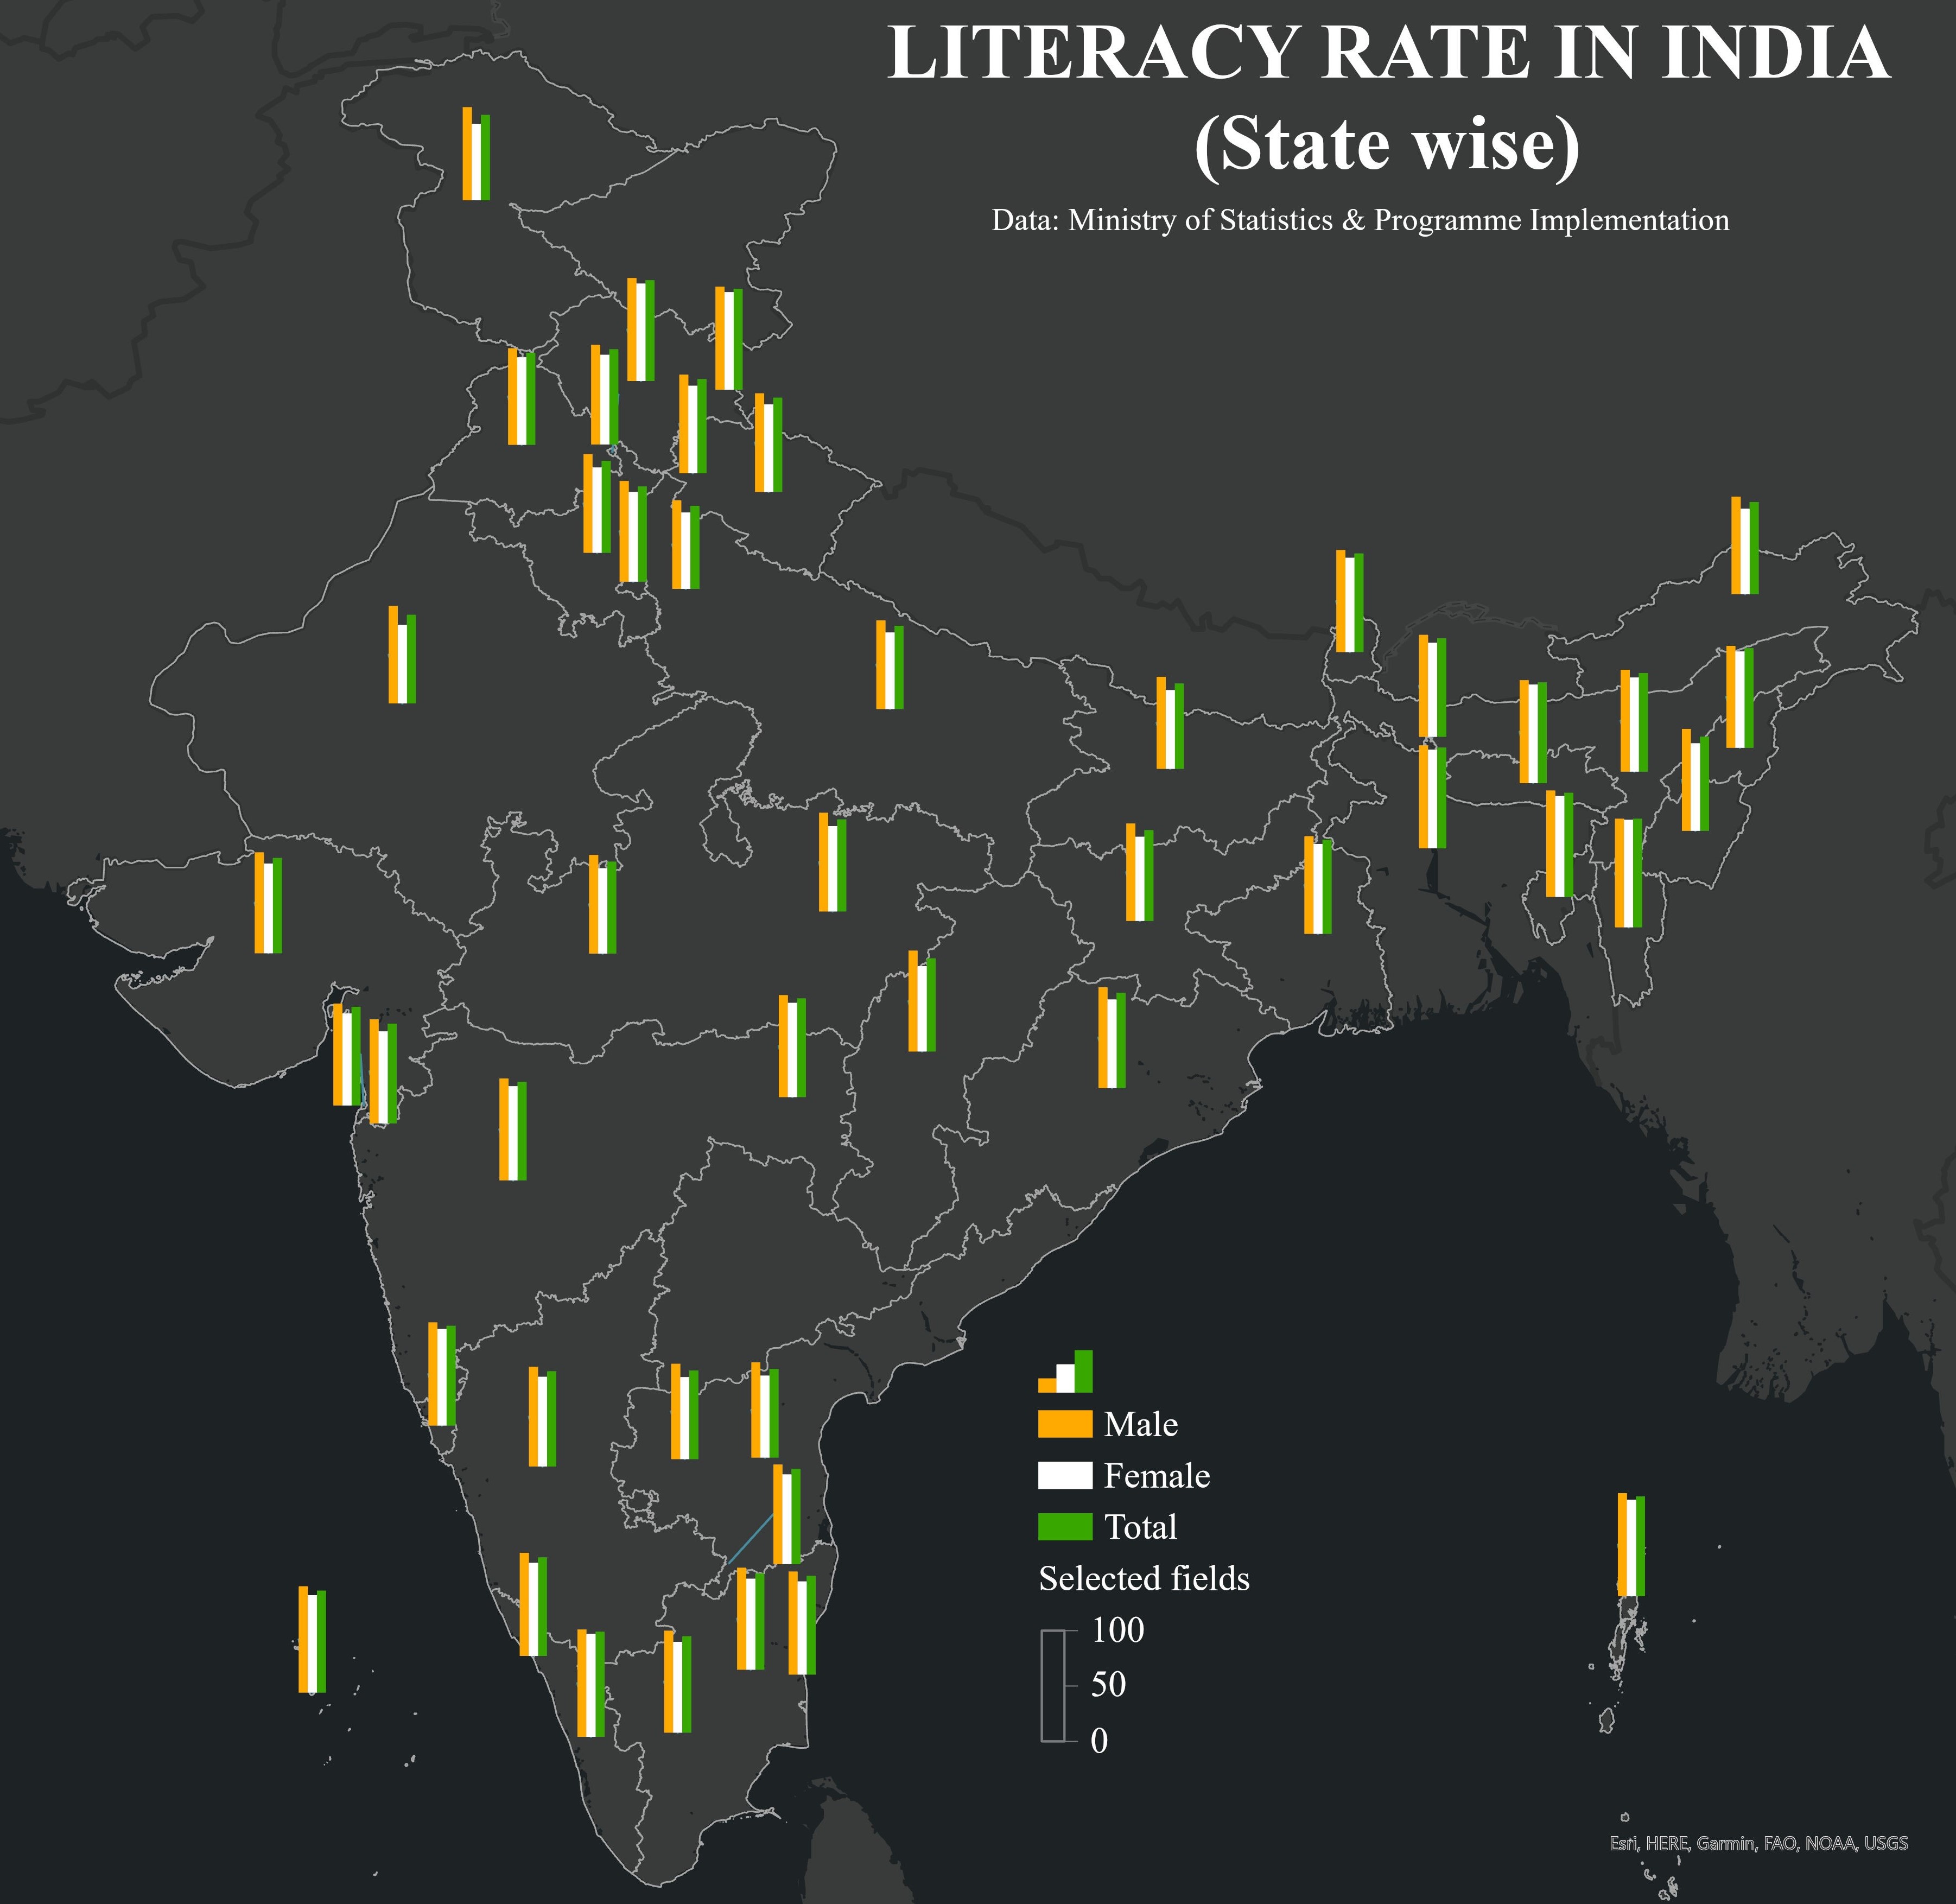 LITERACY RATE IN INDIA
(State wise)
Data: Ministry of Statistics & Programme Implementation
Male
Female
Total
Selected fields
100
50
0
Esri, HERE, Garmin, FAO, NOAA, USGS